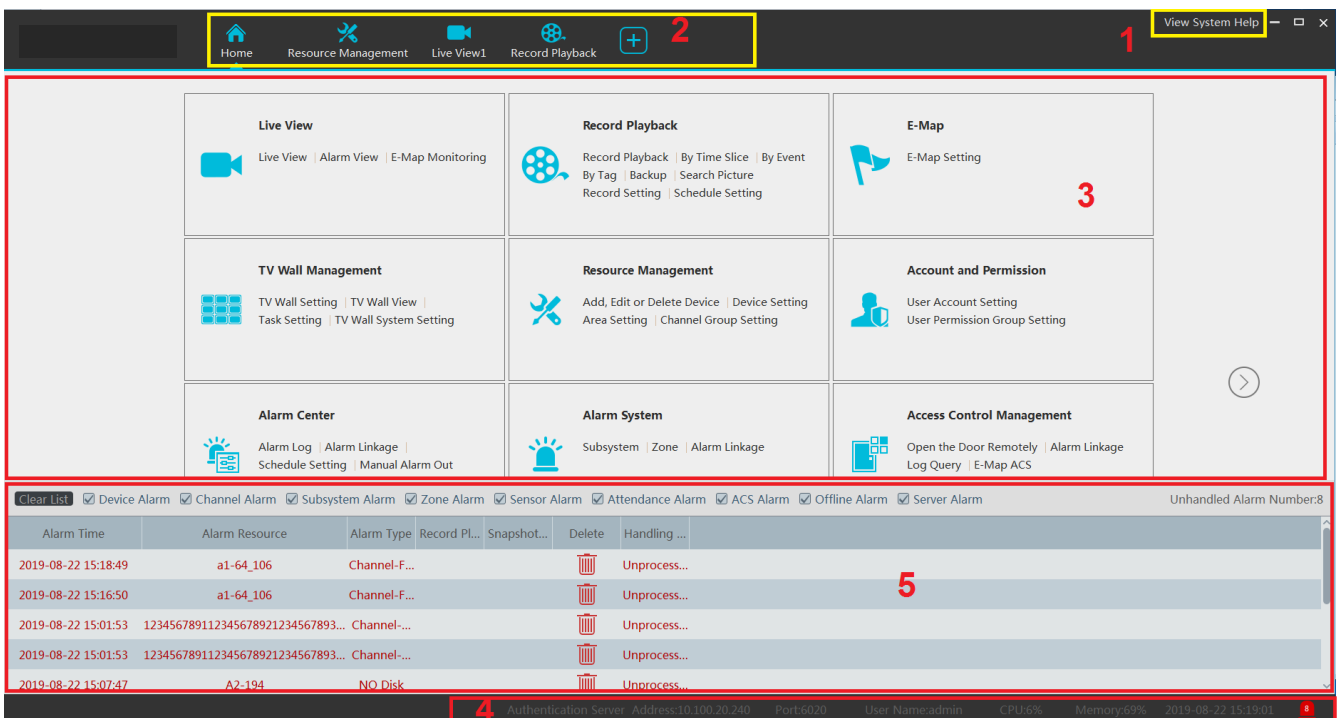 View System Help
1
2
Home Resource Management Live View1 Record Playback
Live View
Live View | Alarm View | E-Map Monitoring
Record Playback
Record Playback | By Time Slice | By Event
By Tag | Backup | Search Picture
Record Setting | Schedule Setting
E-Map
E-Map Setting
3
TV Wall Management
TV Wall Setting | TV Wall View |
Task Setting | TV Wall System Setting
Resource Management
Add, Edit or Delete Device | Device Setting
Area Setting | Channel Group Setting
Account and Permission
User Account Setting
User Permission Group Setting
Alarm Center
Alarm Log | Alarm Linkage |
Schedule Setting | Manual Alarm Out
Alarm System
Subsystem | Zone | Alarm Linkage
Access Control Management
Open the Door Remotely | Alarm Linkage
Log Query | E-Map ACS
Clear List Device Alarm Channel Alarm Subsystem Alarm Zone Alarm Sensor Alarm Attendance Alarm ACS Alarm Offline Alarm Server Alarm Unhandled Alarm Number:8
Alarm Time Alarm Resource Alarm Type Record Pl... Snapshot... Delete Handling ...
2019-08-22 15:18:49 a1-64_106 Channel-F... Unprocess...
2019-08-22 15:16:50 a1-64_106 Channel-F... Unprocess...
5
2019-08-22 15:01:53 123456789112345678921234567893... Channel-... Unprocess...
2019-08-22 15:01:53 123456789112345678921234567893... Channel-... Unprocess...
2019-08-22 15:07:47 A2-194 NO Disk Unprocess...
4
Authentication Server Address:10.100.20.240 Port:6020 User Name:admin CPU:6% Memory:69% 2019-08-22 15:19:01 8